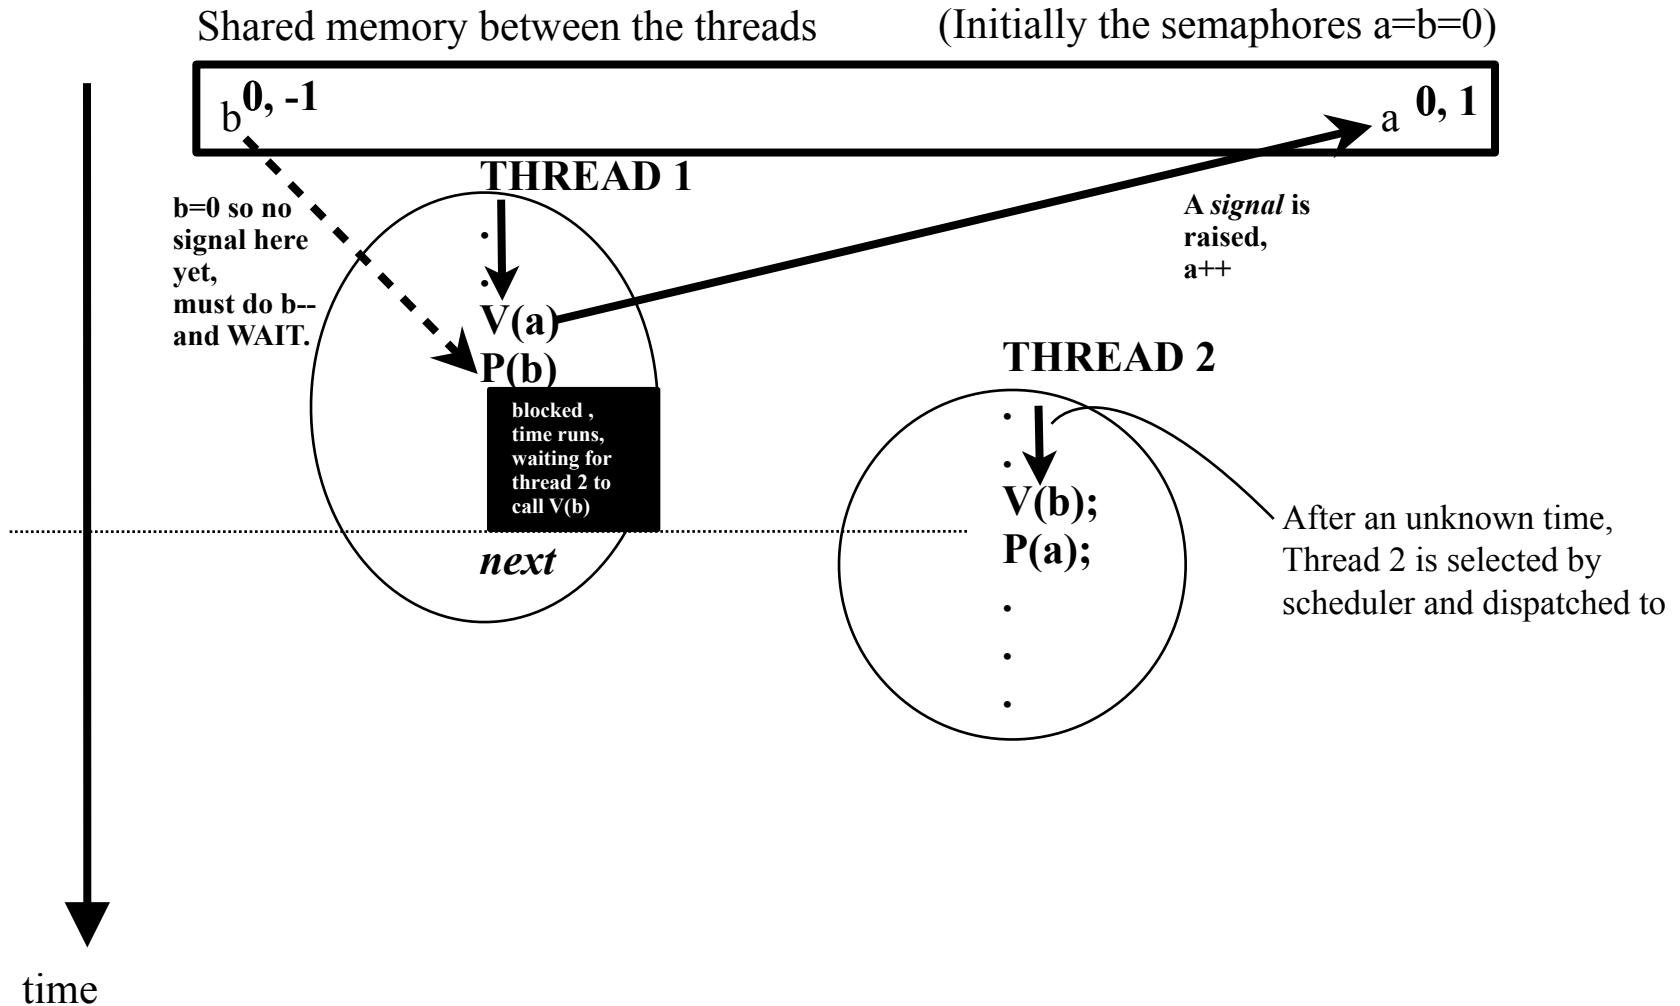 Shared memory between the threads (Initially the semaphores a=b=0)
b 0, -1
a 0, 1
THREAD 1
b=0 so no
signal here
yet,
must do b--
and WAIT.
A signal is
raised,
a++
.
.
V(a)
P(b)
blocked ,
time runs,
waiting for
thread 2 to
call V(b)
next
THREAD 2
.
.
V(b);
P(a);
.
.
.
After an unknown time,
Thread 2 is selected by
scheduler and dispatched to
time